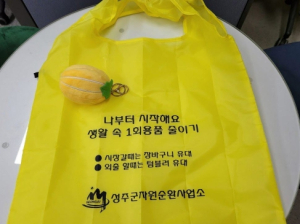 나부터 시작해요
생활 속 1회용품 줄이기
● 시장갈때는 장바구니 휴대
● 외출 할때는 텀블러 휴대
성주군자원순환사업소